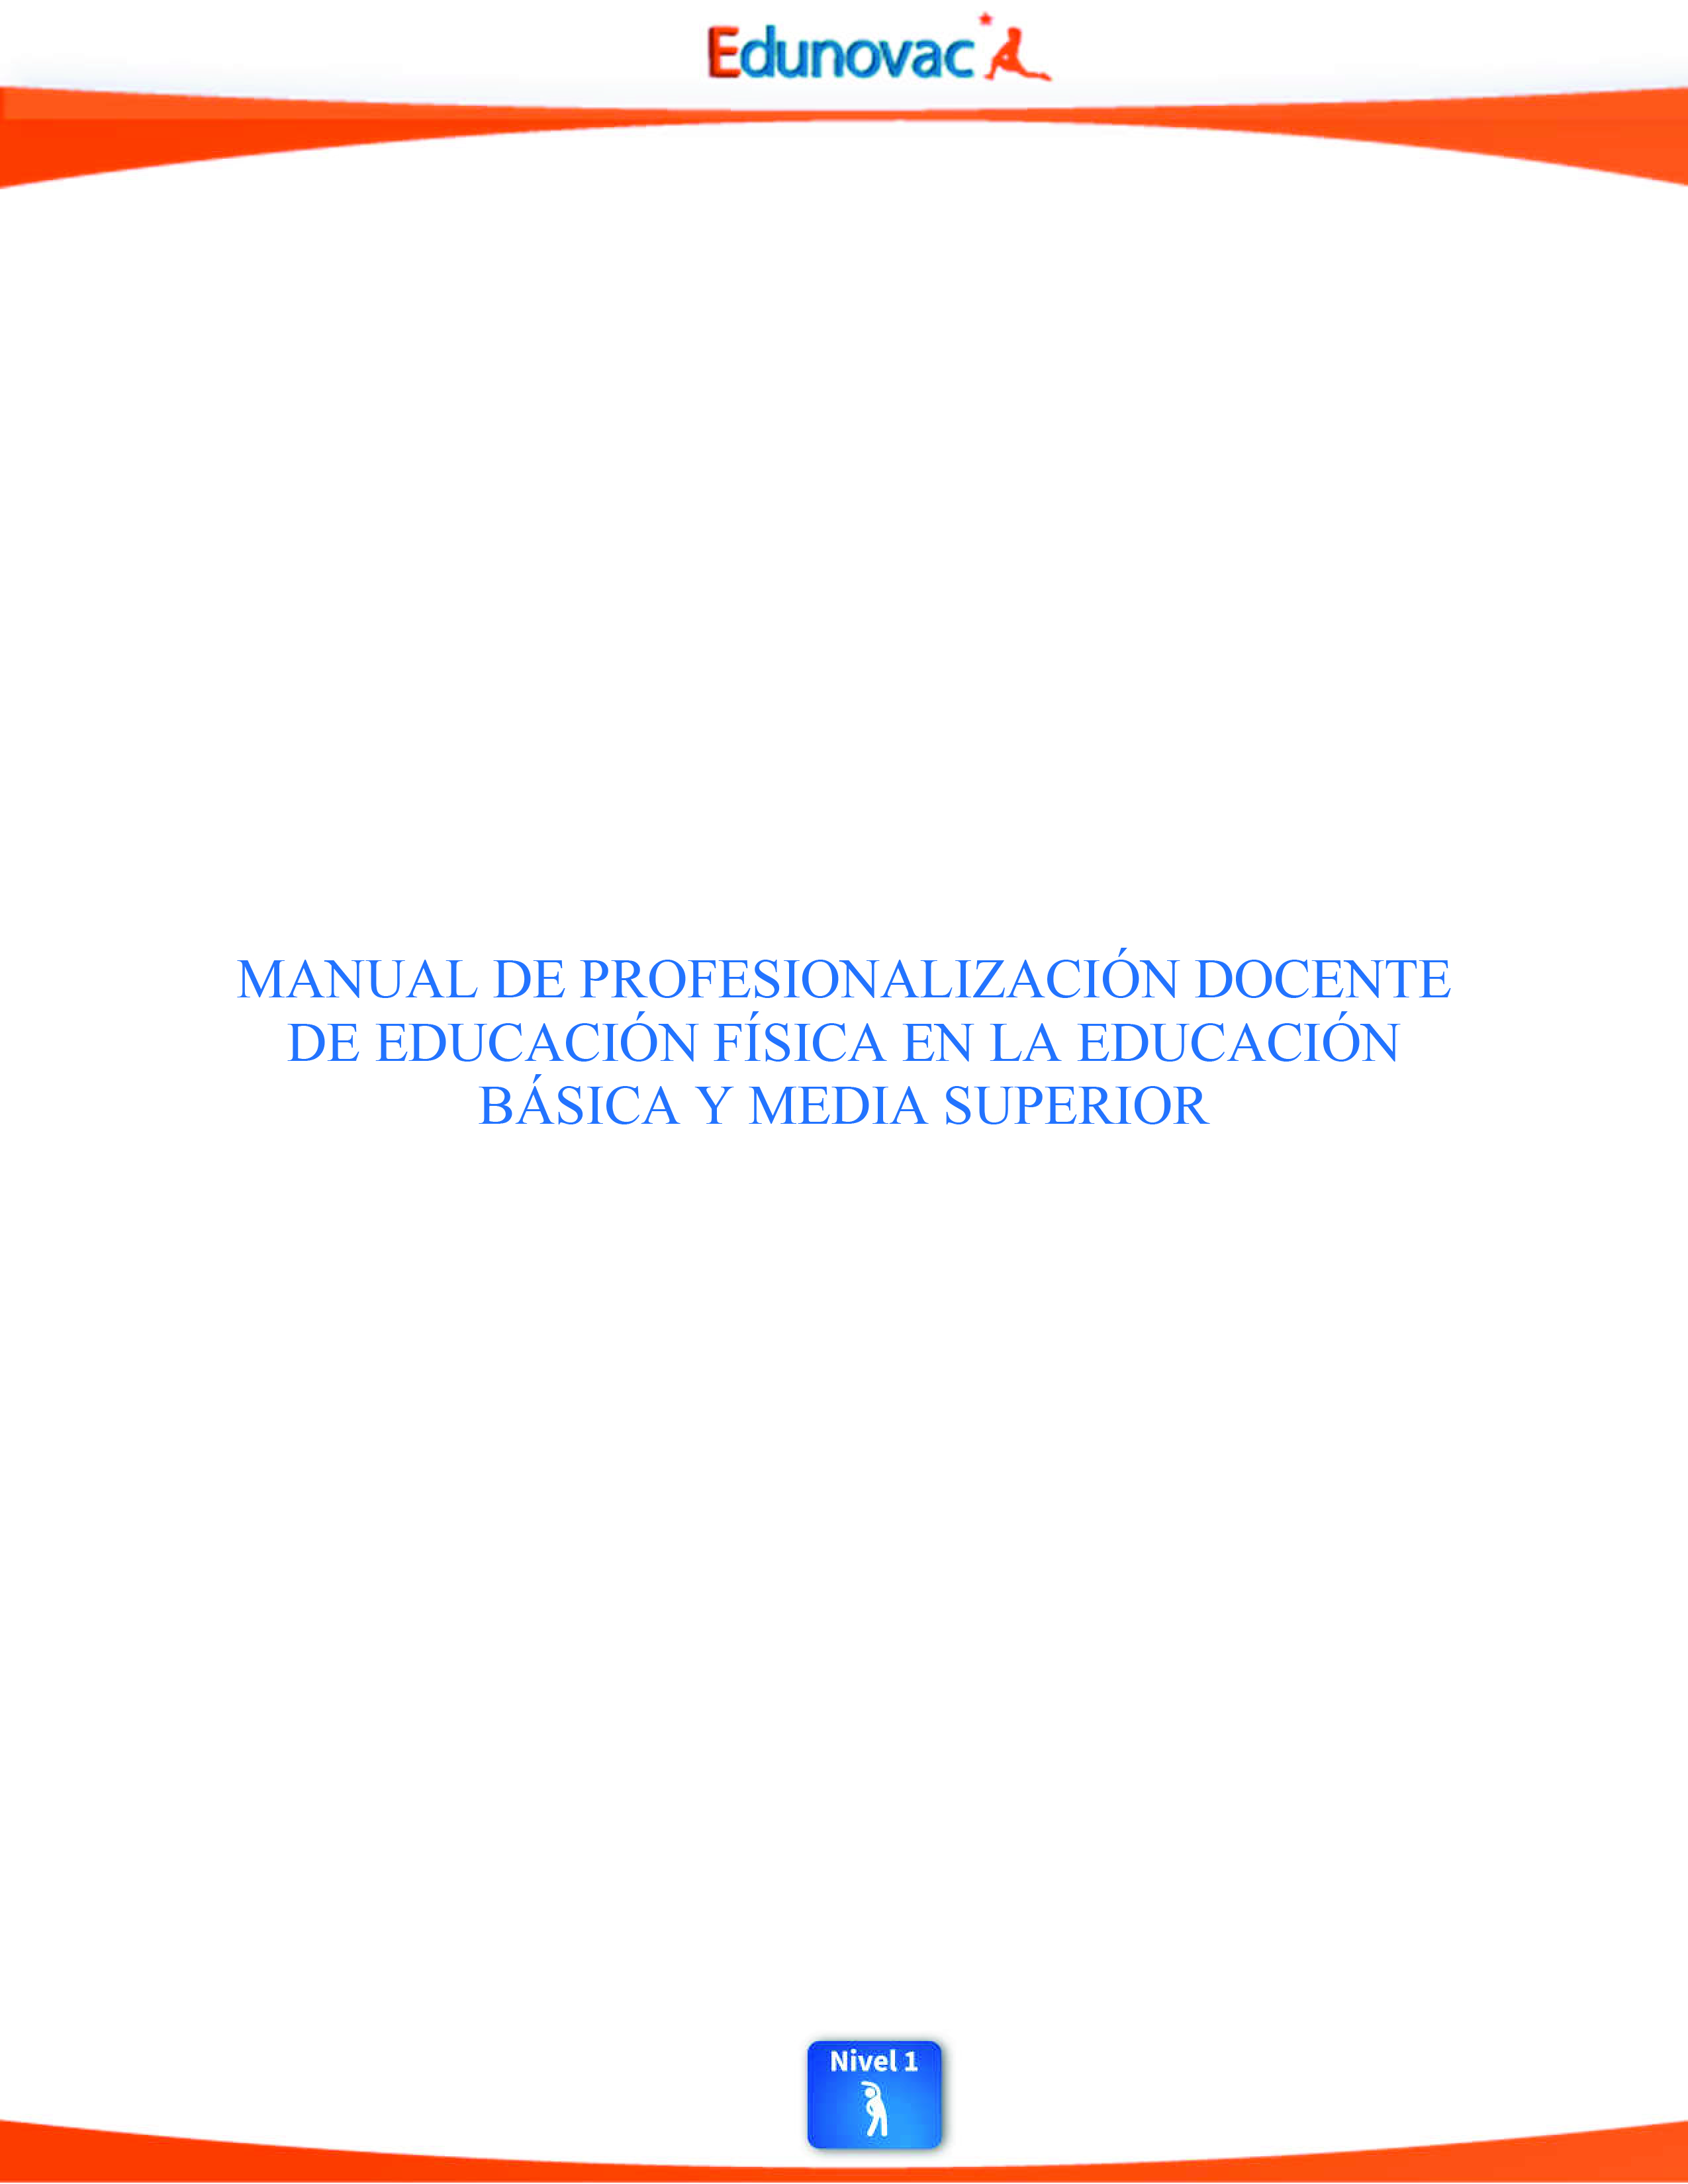 Edunovac
MANUAL DE PROFESIONALIZACIÓN DOCENTE
DE EDUCACIÓN FÍSICA EN LA EDUCACIÓN
BÁSICA Y MEDIA SUPERIOR
Nivel 1